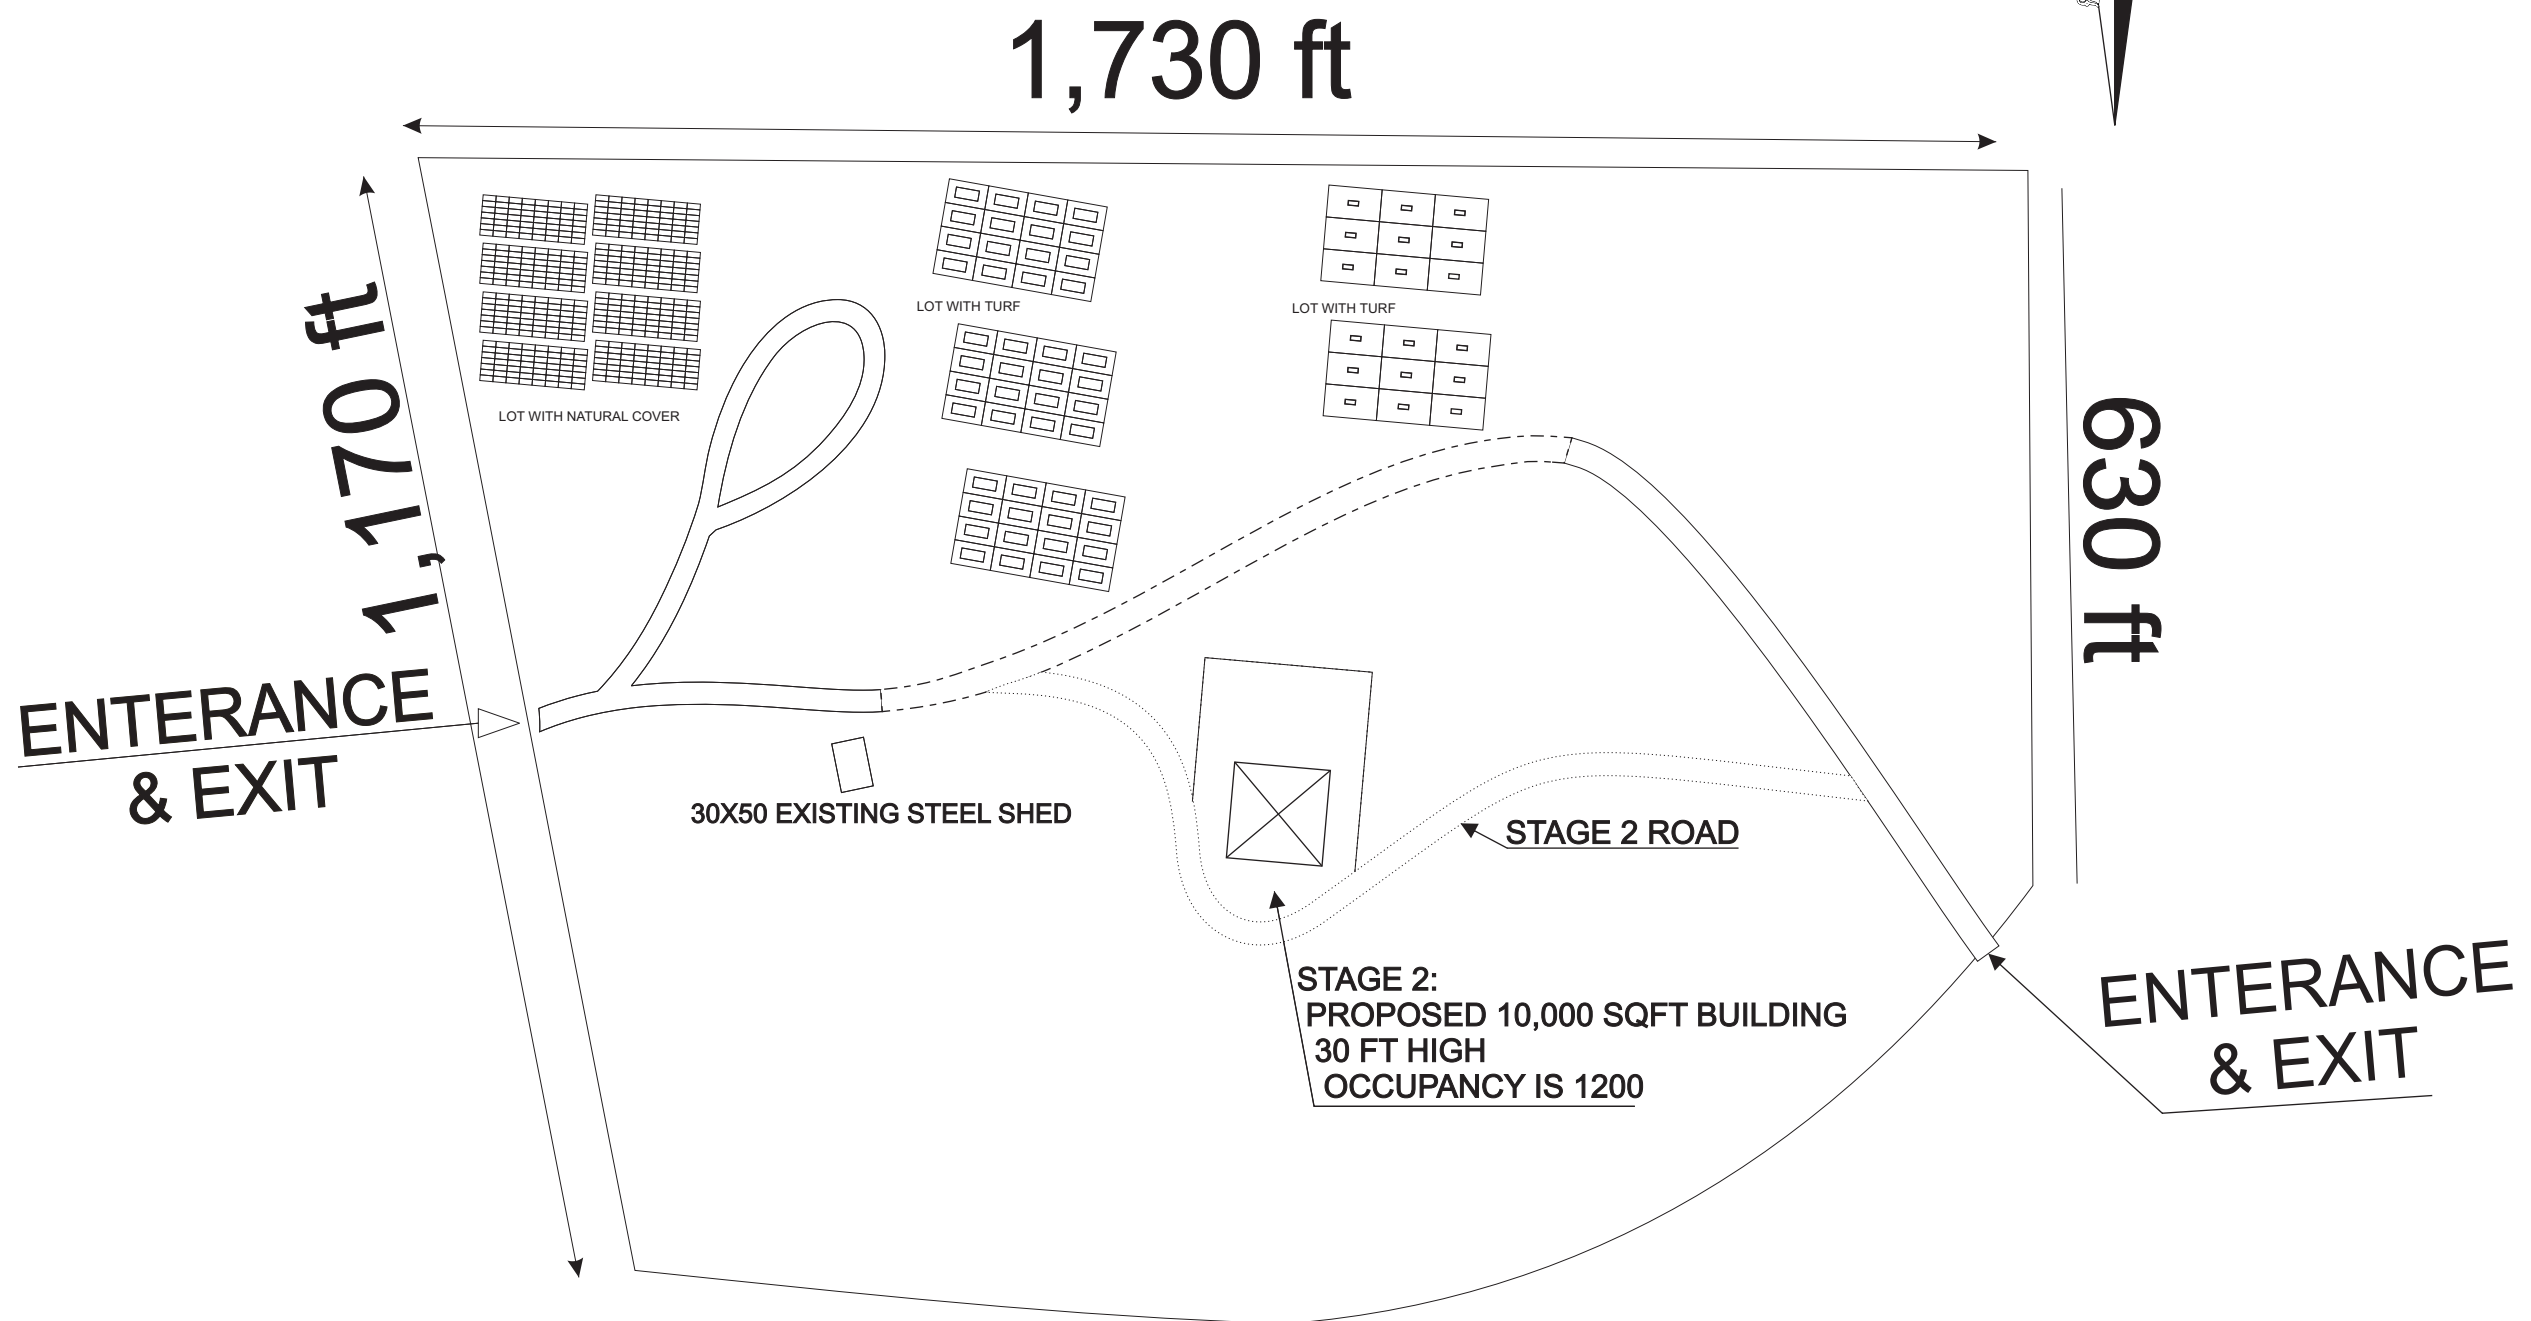 1,730 ft
1,170 ft
LOT WITH TURF
LOT WITH TURF
630 ft
LOT WITH NATURAL COVER
ENTERANCE
& EXIT
30X50 EXISTING STEEL SHED
STAGE 2 ROAD
STAGE 2:
PROPOSED 10,000 SQFT BUILDING
30 FT HIGH
OCCUPANCY IS 1200
ENTERANCE
& EXIT